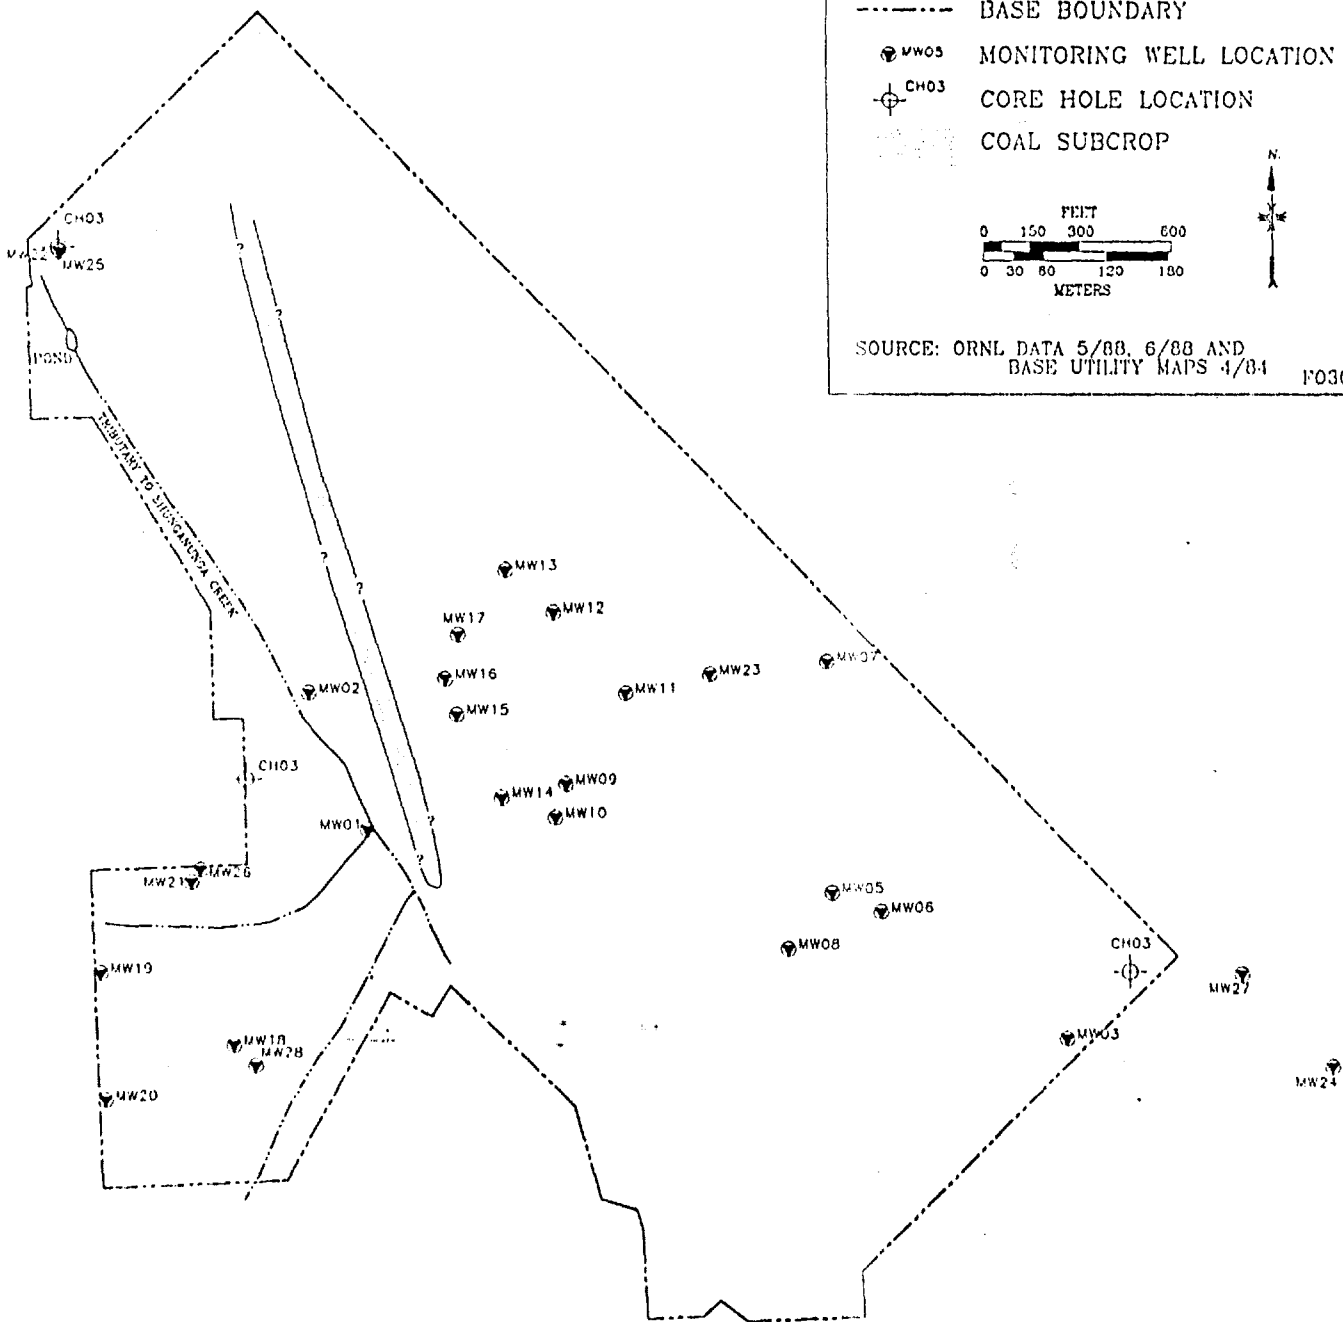 BASE BOUNDARY
MW05 MONITORING WELL LOCATION
CH03 CORE HOLE LOCATION
COAL SUBCROP
N.
FEET
0 150 300 600
0 30 60 120 180
METERS
SOURCE: ORNL DATA 5/88, 6/88 AND
BASE UTILITY MAPS 4/84
F030
CH03
MW22
MW25
?
?
POND
TRIBUTARY TO SHUNGANUNGA CREEK
?
?
MW13
MW12
MW17
MW16
MW23
MW07
MW02
MW11
MW15
CH03
MW09
MW14
MW10
MW01
?
?
MW26
MW21
MW05
MW06
CH03
MW08
MW19
MW27
MW03
MW18
MW28
MW24
MW20